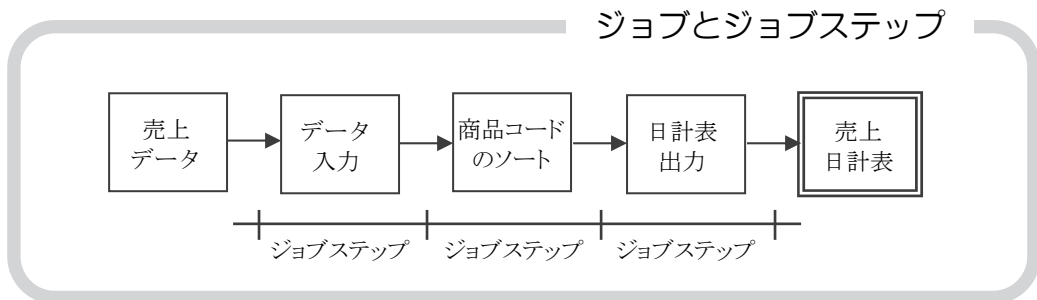 ジョブとジョブステップ
売上
データ
データ
入力
商品コード
のソート
日計表
出力
売上
日計表
ジョブステップ
ジョブステップ
ジョブステップ